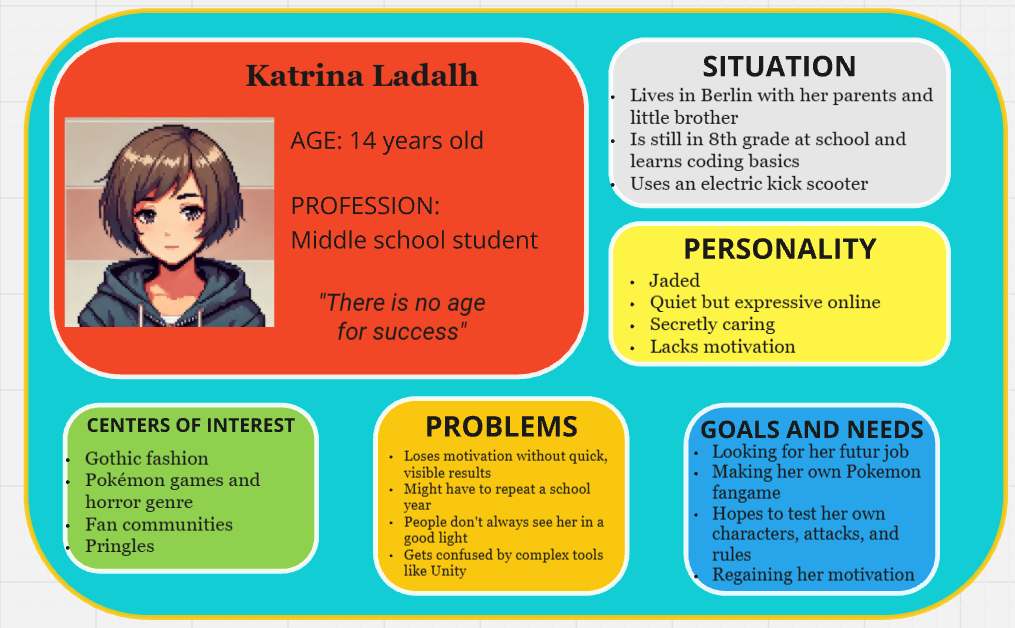 Katrina Ladalh
AGE: 14 years old
PROFESSION:
Middle school student
"There is no age
for success"
SITUATION
• Lives in Berlin with her parents and
little brother
• Is still in 8th grade at school and
learns coding basics
• Uses an electric kick scooter
PERSONALITY
• Jaded
• Quiet but expressive online
• Secretly caring
• Lacks motivation
CENTERS OF INTEREST
• Gothic fashion
• Pokémon games and
horror genre
• Fan communities
• Pringles
PROBLEMS
• Loses motivation without quick,
visible results
• Might have to repeat a school
year
• People don't always see her in a
good light
• Gets confused by complex tools
like Unity
GOALS AND NEEDS
• Looking for her futur job
• Making her own Pokemon
fangame
• Hopes to test her own
characters, attacks, and
rules
• Regaining her motivation